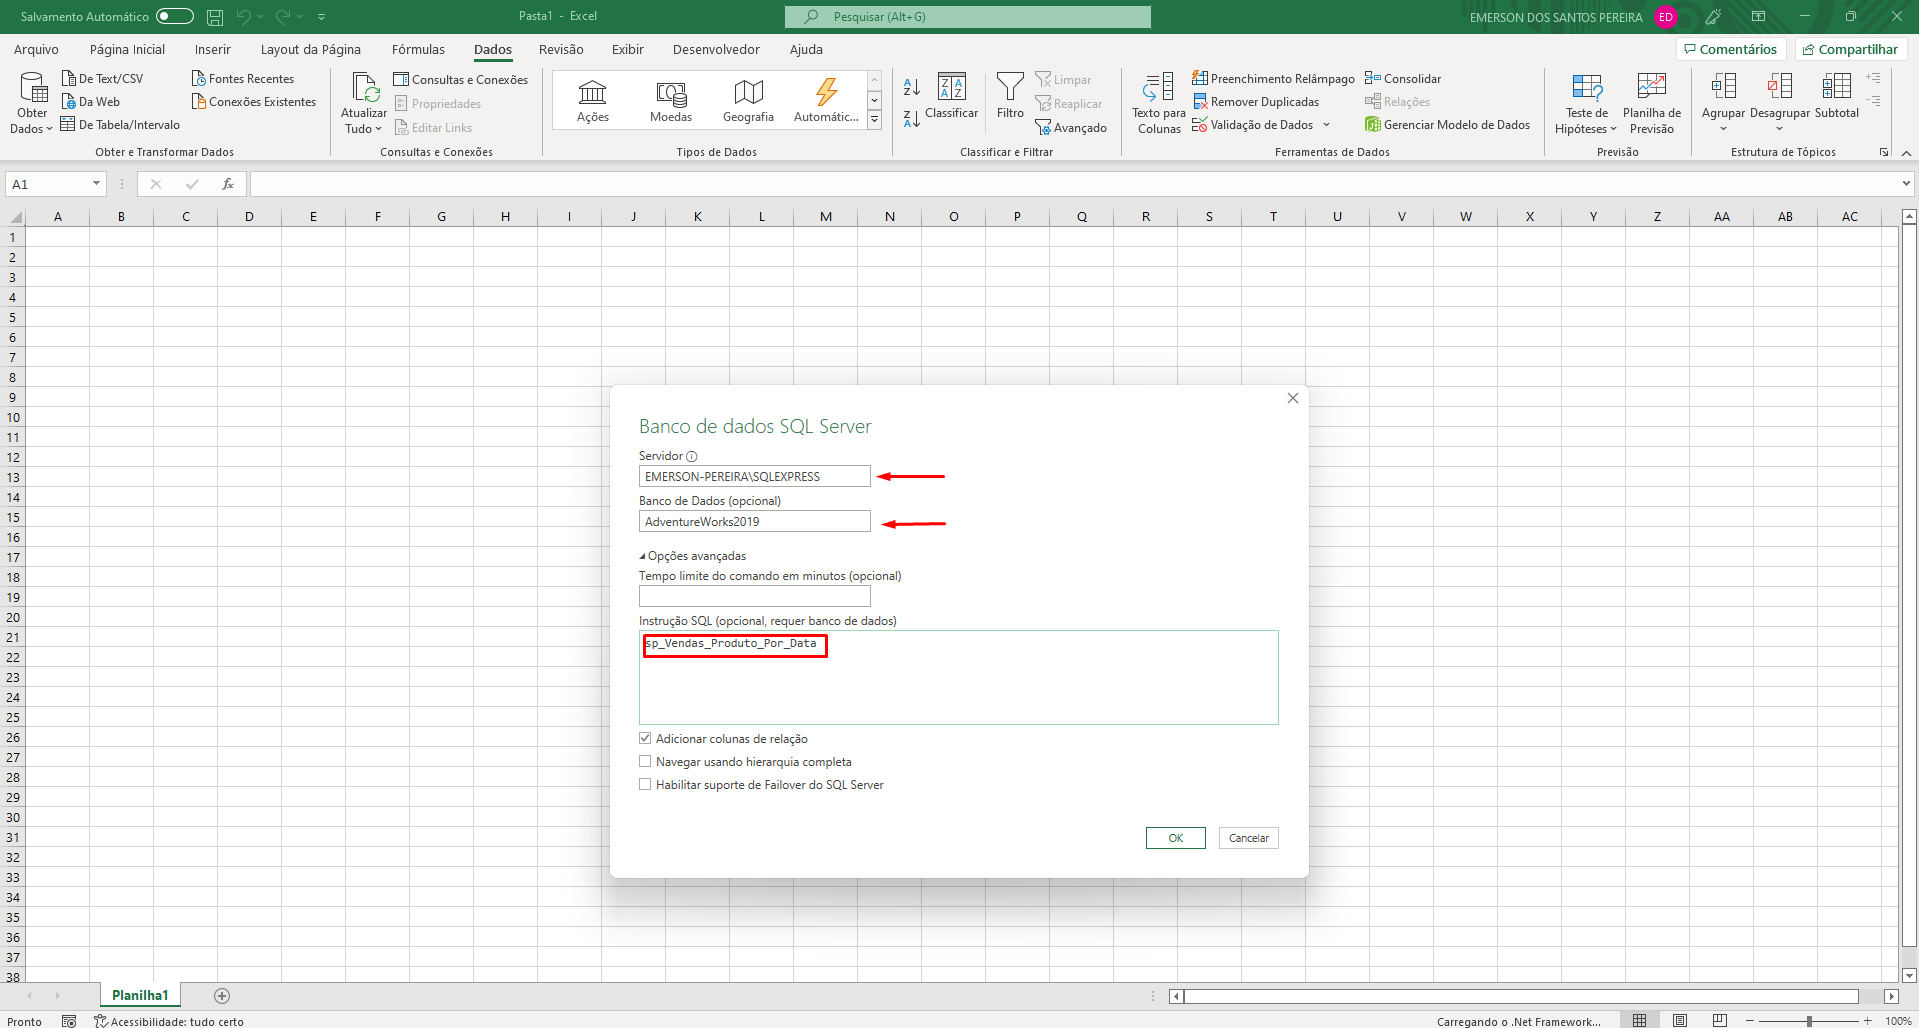 Salvamento Automático
Pasta1 - Excel
Pesquisar (Alt+G)
EMERSON DOS SANTOS PEREIRA
ED
Arquivo Página Inicial Inserir Layout da Página Fórmulas Dados Revisão Exibir Desenvolvedor Ajuda
Comentários Compartilhar
Obter Dados
De Text/CSV
Da Web
De Tabela/Intervalo
Fontes Recentes
Conexões Existentes
Obter e Transformar Dados
Atualizar Tudo
Consultas e Conexões
Propriedades
Editar Links
Consultas e Conexões
Ações Moedas Geografia Automátic...
Tipos de Dados
Classificar
Filtro
Limpar
Reaplicar
Avançado
Classificar e Filtrar
Texto para Colunas
Preenchimento Relâmpago
Remover Duplicadas
Validação de Dados
Consolidar
Relações
Gerenciar Modelo de Dados
Ferramentas de Dados
Teste de Hipóteses
Planilha de Previsão
Previsão
Agrupar Desagrupar Subtotal
Estrutura de Tópicos
A1
fx
A B C D E F G H I J K L M N O P Q R S T U V W X Y Z AA AB AC
1
2
3
4
5
6
7
8
9
10
11
12
13
14
15
16
17
18
19
20
21
22
23
24
25
26
27
28
29
30
31
32
33
34
35
36
37
38
Banco de dados SQL Server
Servidor
EMERSON-PEREIRA\SQLEXPRESS
Banco de Dados (opcional)
AdventureWorks2019
Opções avançadas
Tempo limite do comando em minutos (opcional)
Instrução SQL (opcional, requer banco de dados)
sp_Vendas_Produto_Por_Data
Adicionar colunas de relação
Navegar usando hierarquia completa
Habilitar suporte de Failover do SQL Server
OK Cancelar
Planilha1
Pronto
Acessibilidade: tudo certo
Carregando o .Net Framework...
100%